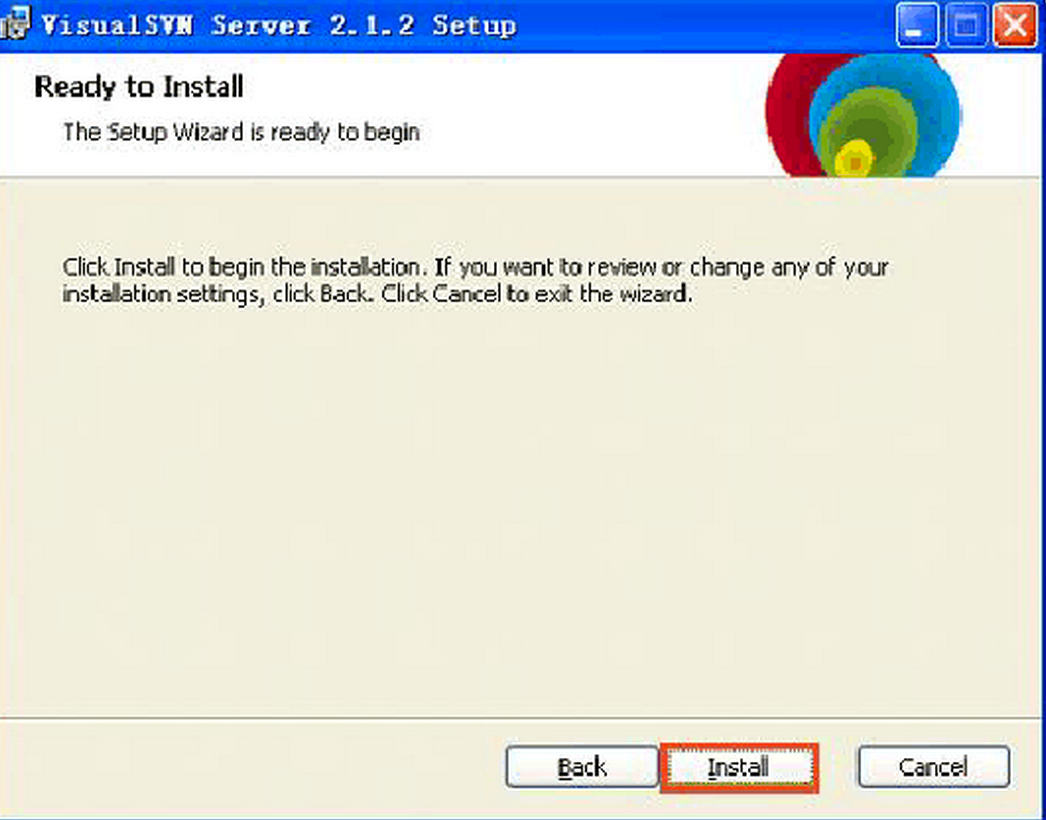 VisualSVN Server 2.1.2 Setup
Ready to Install
The Setup Wizard is ready to begin
Click Install to begin the installation. If you want to review or change any of your
installation settings, click Back. Click Cancel to exit the wizard.
Back Install Cancel